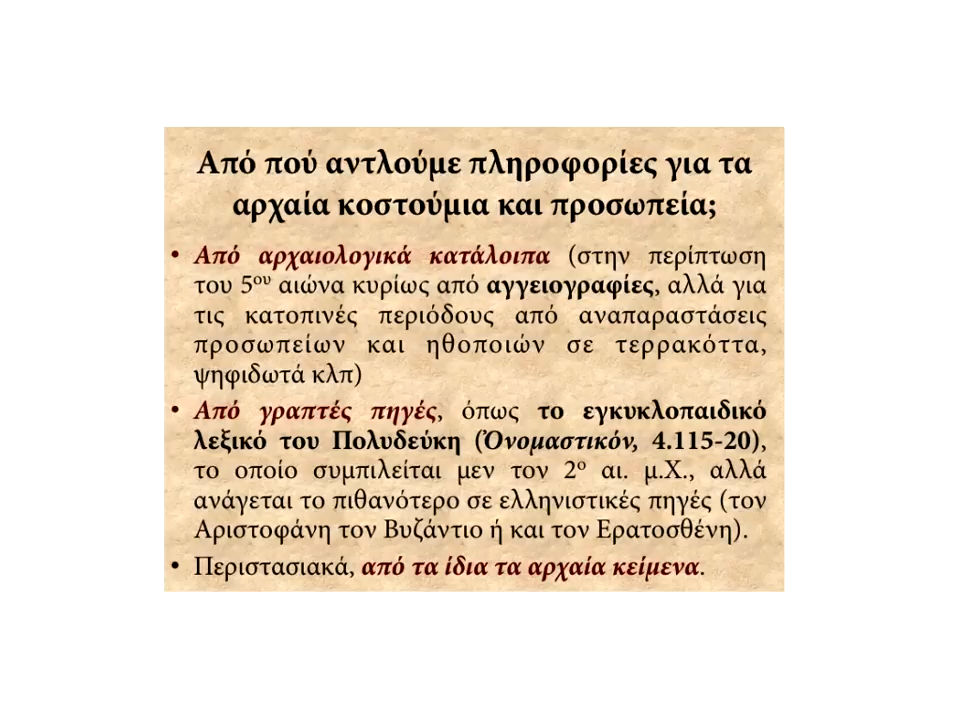 Από πού αντλούμε πληροφορίες για τα
αρχαία κοστούμια και προσωπεία;
• Από αρχαιολογικά κατάλοιπα (στην περίπτωση
του 5ου αιώνα κυρίως από αγγειογραφίες, αλλά για
τις κατοπινές περιόδους από αναπαραστάσεις
προσωπείων και ηθοποιών σε τερρακόττα,
ψηφιδωτά κλπ)
• Από γραπτές πηγές, όπως το εγκυκλοπαιδικό
λεξικό του Πολυδεύκη (Ὀνομαστικόν, 4.115-20),
το οποίο συμπιλείται μεν τον 2ο αι. μ.Χ., αλλά
ανάγεται το πιθανότερο σε ελληνιστικές πηγές (τον
Αριστοφάνη τον Βυζάντιο ή και τον Ερατοσθένη).
• Περιστασιακά, από τα ίδια τα αρχαία κείμενα.